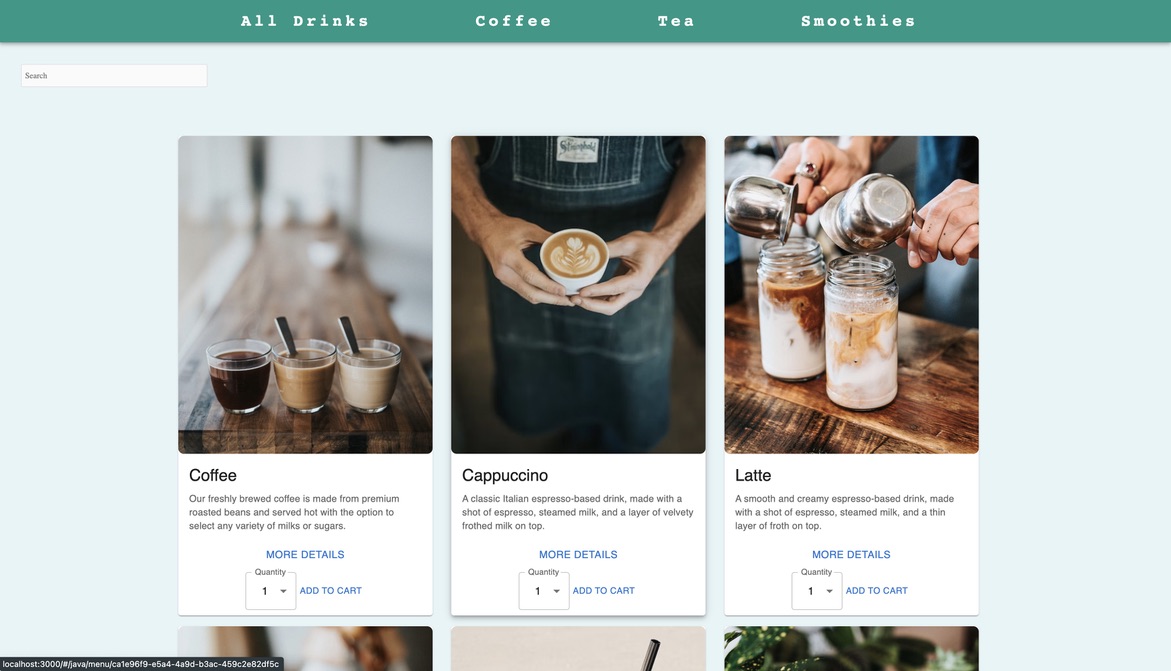 All Drinks Coffee Tea Smoothies
Search
Stronghold
Coffee
Our freshly brewed coffee is made from premium
roasted beans and served hot with the option to
select any variety of milks or sugars.
MORE DETAILS
Quantity
1 ADD TO CART
Cappuccino
A classic Italian espresso-based drink, made with a
shot of espresso, steamed milk, and a layer of velvety
frothed milk on top.
MORE DETAILS
Quantity
1 ADD TO CART
Latte
A smooth and creamy espresso-based drink, made
with a shot of espresso, steamed milk, and a thin
layer of froth on top.
MORE DETAILS
Quantity
1 ADD TO CART
localhost:3000/#/java/menu/ca1e96f9-e5a4-4a9d-b3ac-459c2e82df5c